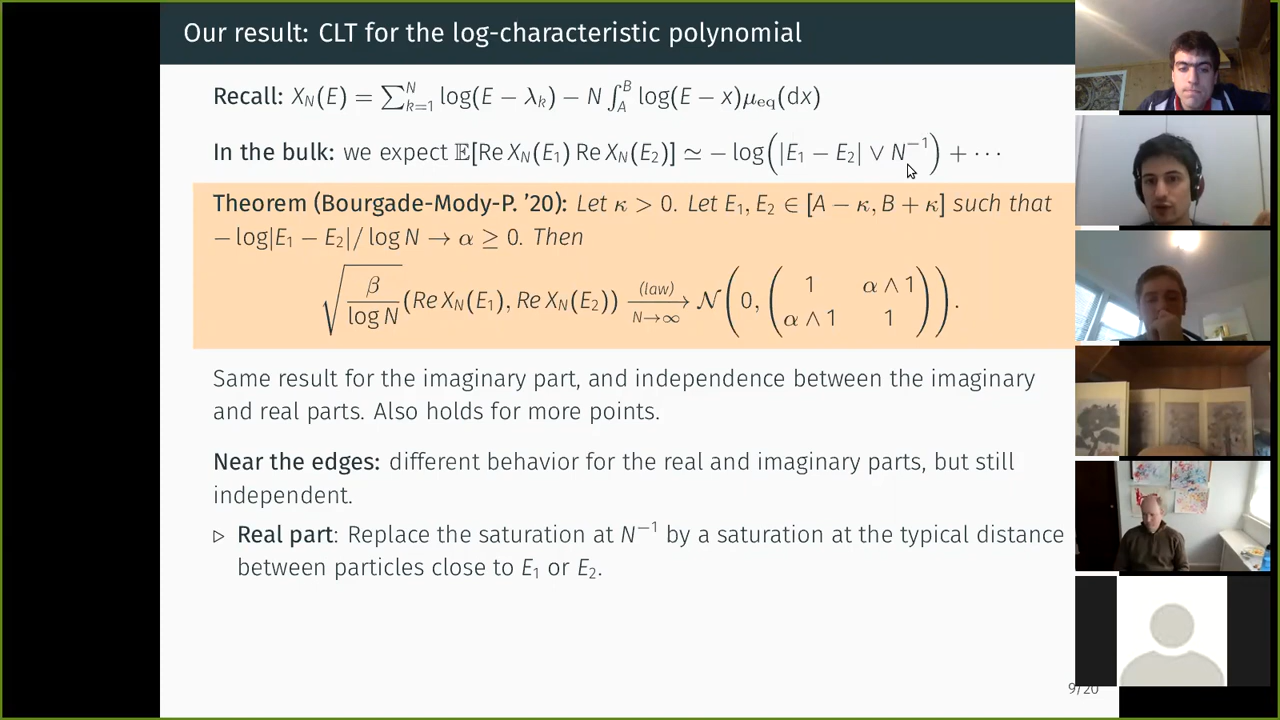 Our result: CLT for the log-characteristic polynomial
Recall: X_N(E) = ∑_{k=1}^N log(E − λ_k) − N ∫_A^B log(E − x)μ_eq(dx)
In the bulk: we expect 𝔼[Re X_N(E_1) Re X_N(E_2)] ≃ − log(|E_1 − E_2| ∨ N^{−1}) + ⋯
Theorem (Bourgade-Mody-P. '20): Let κ > 0. Let E_1, E_2 ∈ [A − κ, B + κ] such that
− log|E_1 − E_2|/ log N → α ≥ 0. Then
√(β / log N) (Re X_N(E_1), Re X_N(E_2)) →^{(law)}_{N→∞} 𝒩(0, (1 α ∧ 1; α ∧ 1 1)).
Same result for the imaginary part, and independence between the imaginary
and real parts. Also holds for more points.
Near the edges: different behavior for the real and imaginary parts, but still
independent.
▷ Real part: Replace the saturation at N^{−1} by a saturation at the typical distance
between particles close to E_1 or E_2.
9/20